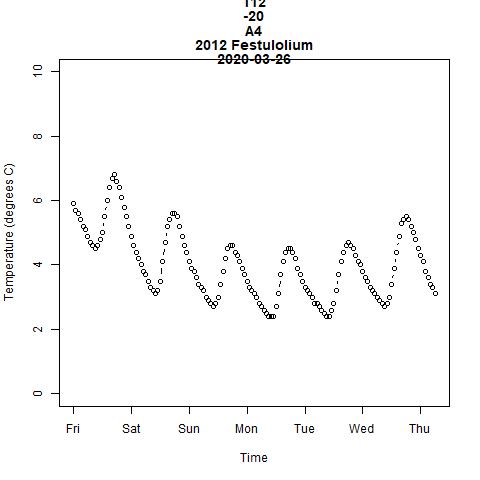 T12
-20
A4
2012 Festulolium
2020-03-26
Temperature (degrees C)
10
8
6
4
2
0
Fri Sat Sun Mon Tue Wed Thu
Time